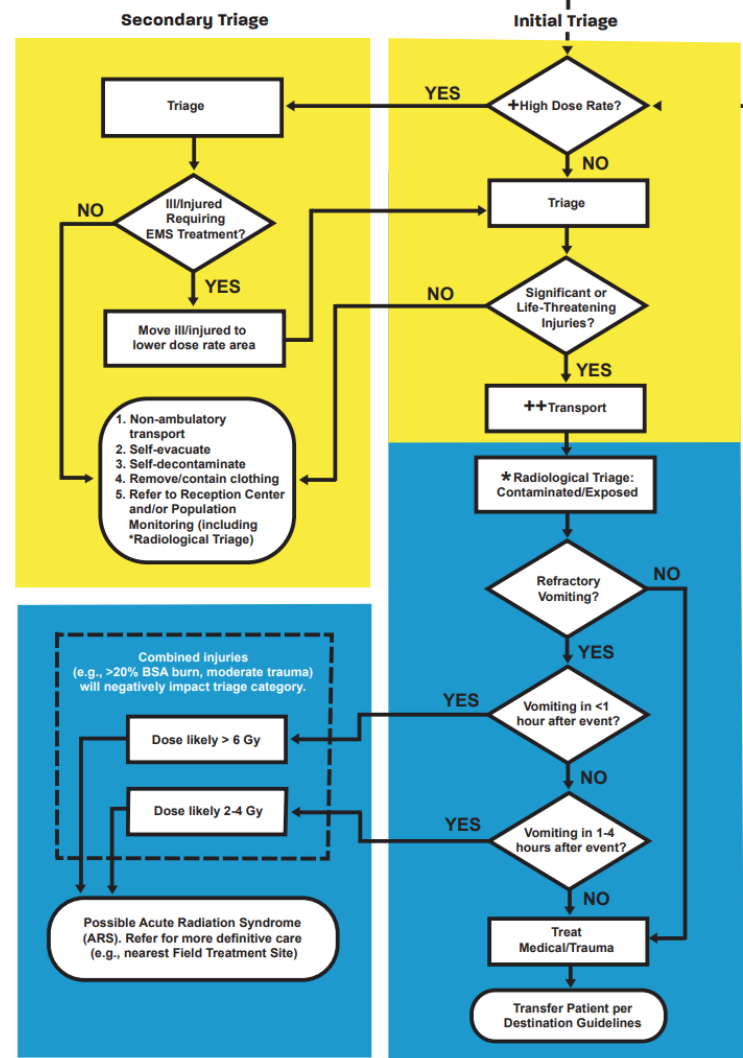 Secondary Triage
Initial Triage
+High Dose Rate?
YES
NO
Triage
Ill/Injured
Requiring
EMS Treatment?
NO
YES
Move ill/injured to
lower dose rate area
1. Non-ambulatory
transport
2. Self-evacuate
3. Self-decontaminate
4. Remove/contain clothing
5. Refer to Reception Center
and/or Population
Monitoring (including
*Radiological Triage)
Triage
Significant or
Life-Threatening
Injuries?
NO
YES
++Transport
*Radiological Triage:
Contaminated/Exposed
Refractory
Vomiting?
NO
YES
Vomiting in <1
hour after event?
YES
NO
Vomiting in 1-4
hours after event?
YES
NO
Combined injuries
(e.g., >20% BSA burn, moderate trauma)
will negatively impact triage category.
Dose likely > 6 Gy
Dose likely 2-4 Gy
Possible Acute Radiation Syndrome
(ARS). Refer for more definitive care
(e.g., nearest Field Treatment Site)
Treat
Medical/Trauma
Transfer Patient per
Destination Guidelines